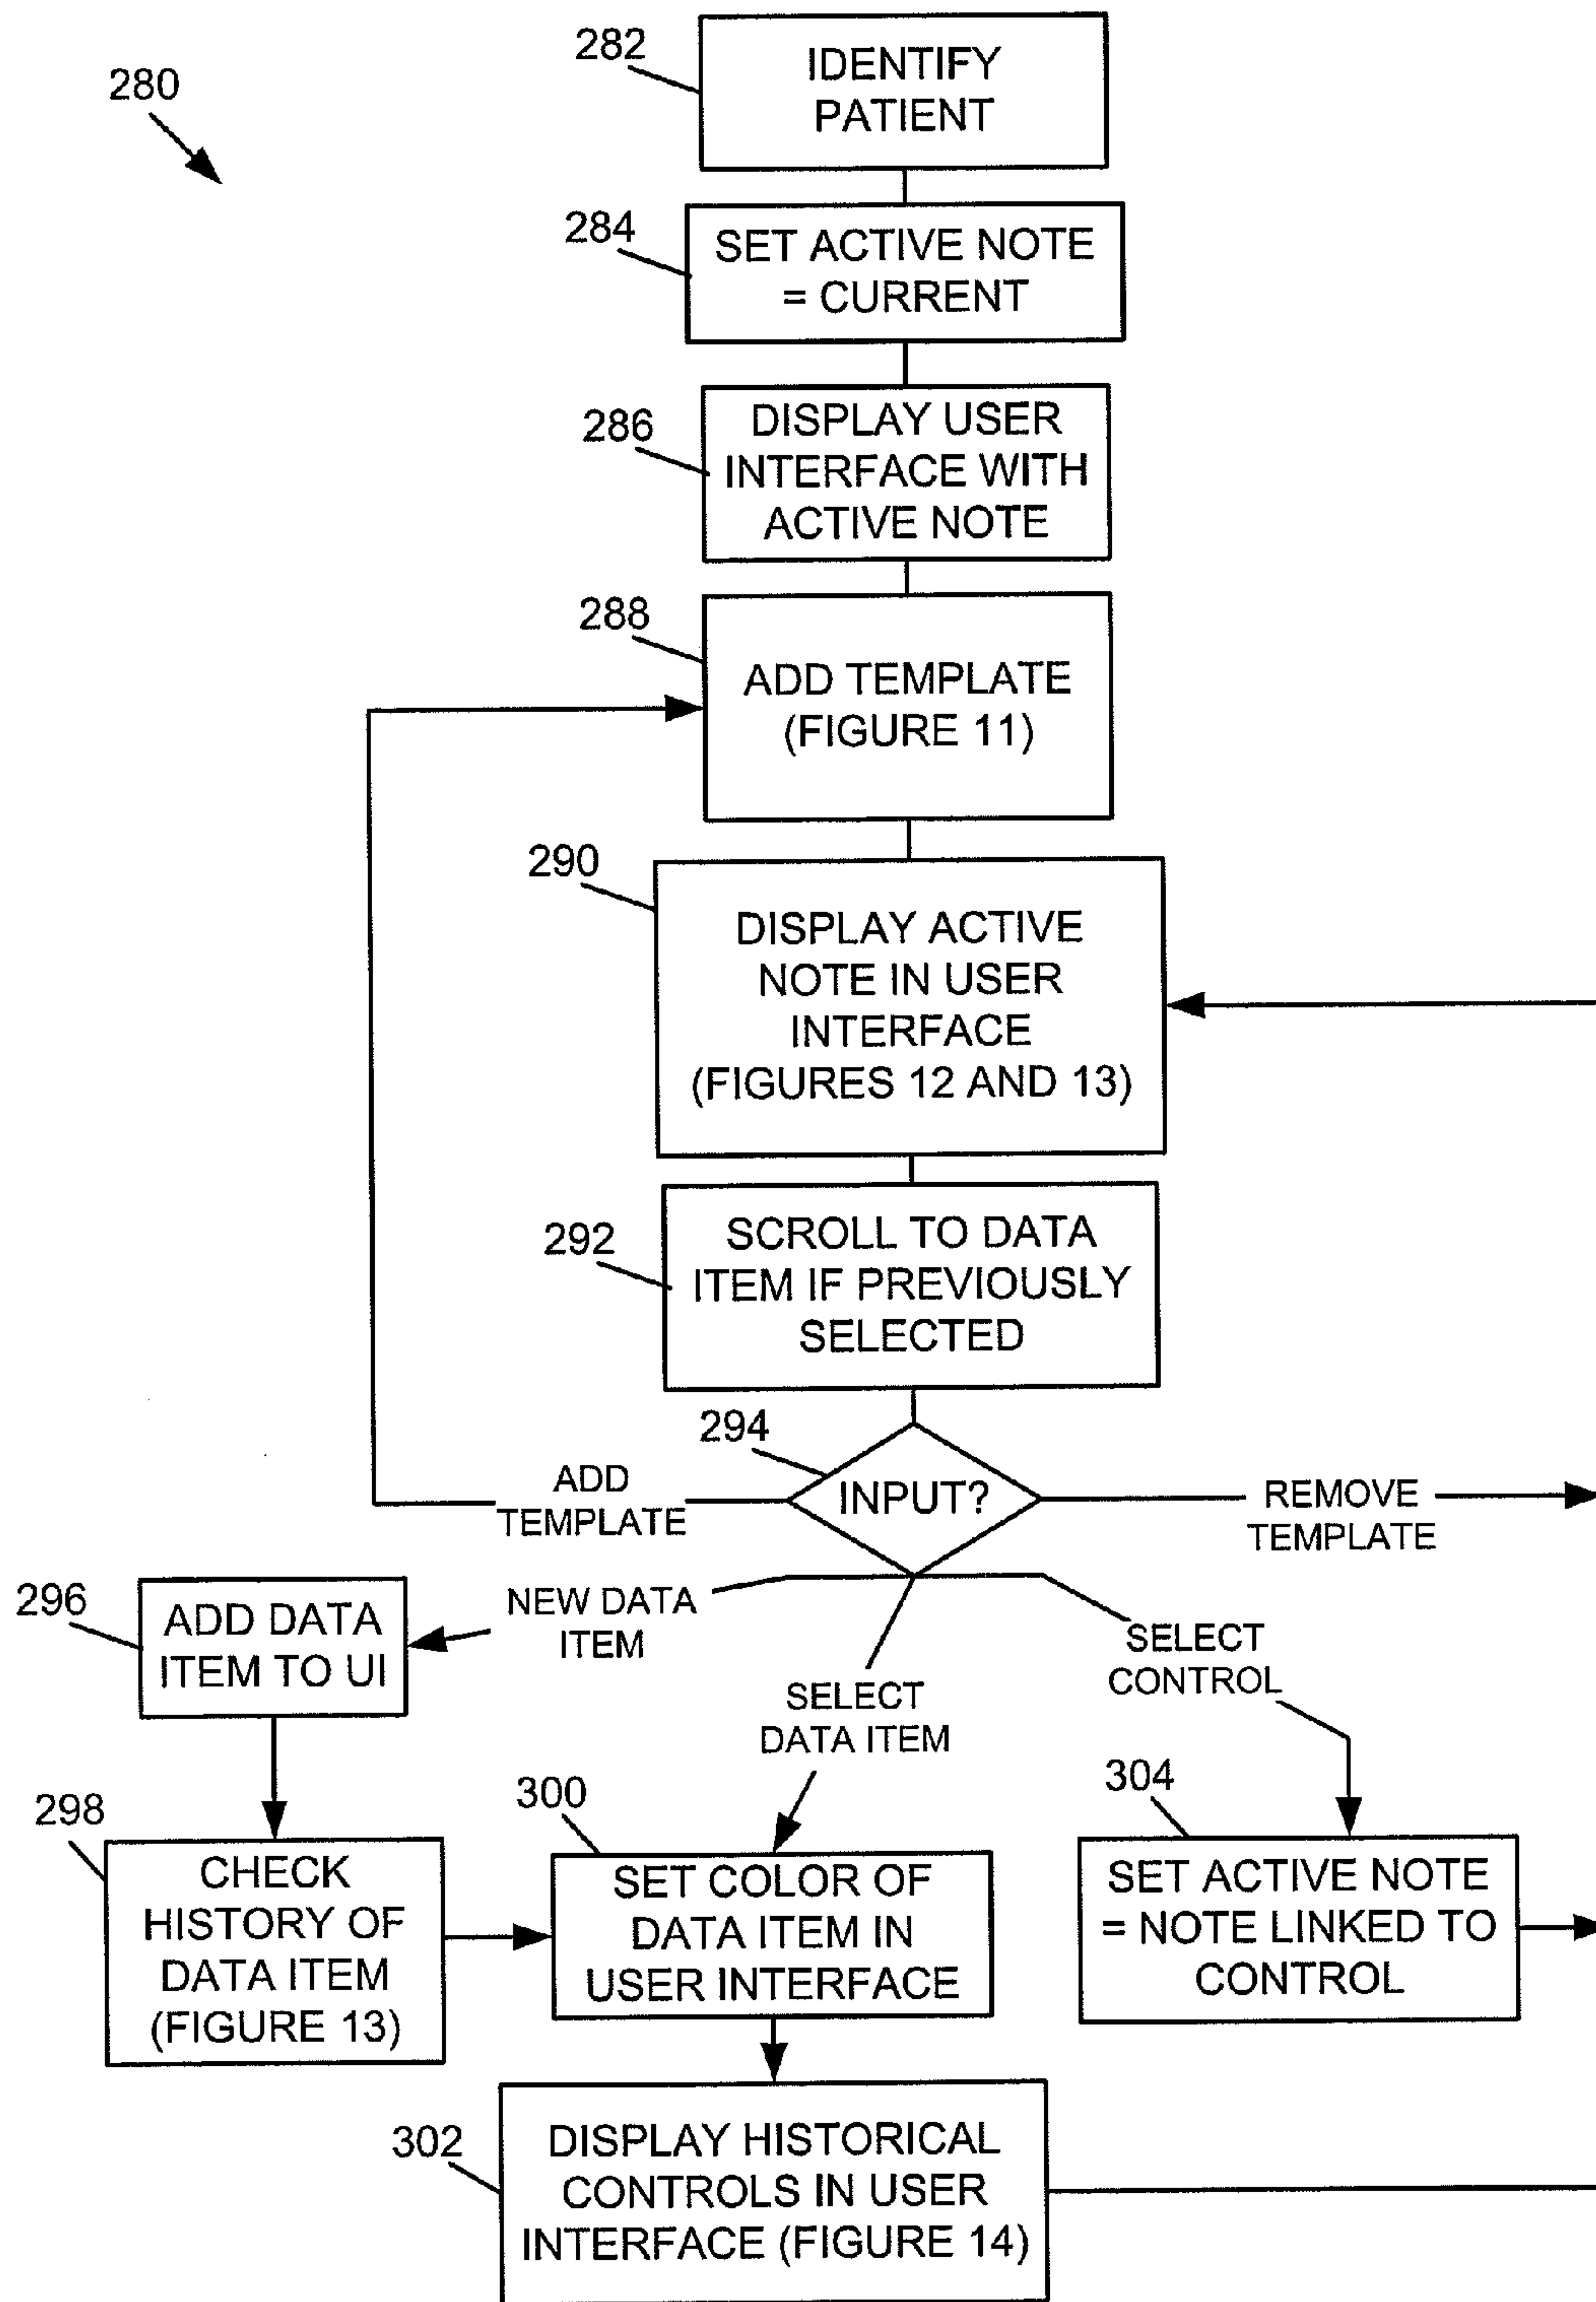 280
282
IDENTIFY
PATIENT
284
SET ACTIVE NOTE
= CURRENT
286
DISPLAY USER
INTERFACE WITH
ACTIVE NOTE
288
ADD TEMPLATE
(FIGURE 11)
290
DISPLAY ACTIVE
NOTE IN USER
INTERFACE
(FIGURES 12 AND 13)
292
SCROLL TO DATA
ITEM IF PREVIOUSLY
SELECTED
294
INPUT?
ADD
TEMPLATE
REMOVE
TEMPLATE
NEW DATA
ITEM
SELECT
DATA ITEM
SELECT
CONTROL
296
ADD DATA
ITEM TO UI
298
CHECK
HISTORY OF
DATA ITEM
(FIGURE 13)
300
SET COLOR OF
DATA ITEM IN
USER INTERFACE
304
SET ACTIVE NOTE
= NOTE LINKED TO
CONTROL
302
DISPLAY HISTORICAL
CONTROLS IN USER
INTERFACE (FIGURE 14)